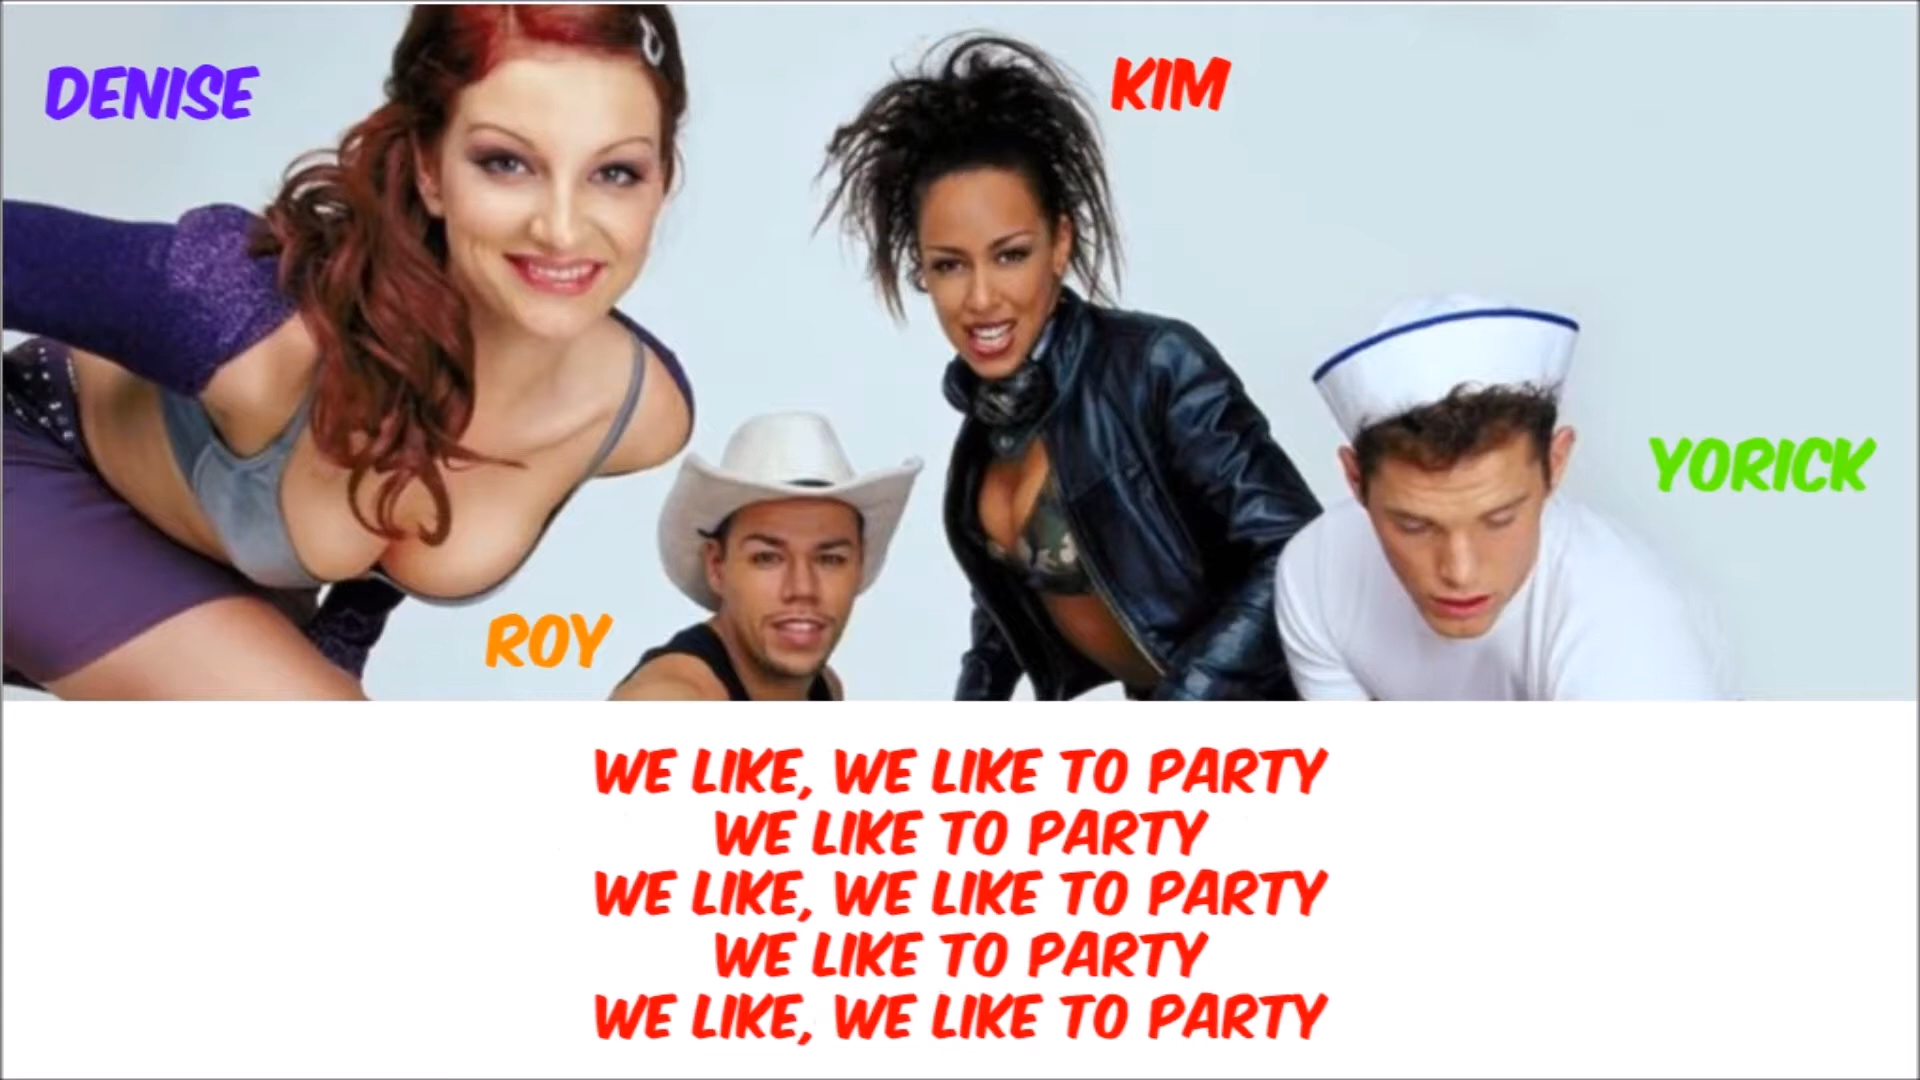 DENISE
KIM
YORICK
ROY
WE LIKE, WE LIKE TO PARTY
WE LIKE TO PARTY
WE LIKE, WE LIKE TO PARTY
WE LIKE TO PARTY
WE LIKE, WE LIKE TO PARTY